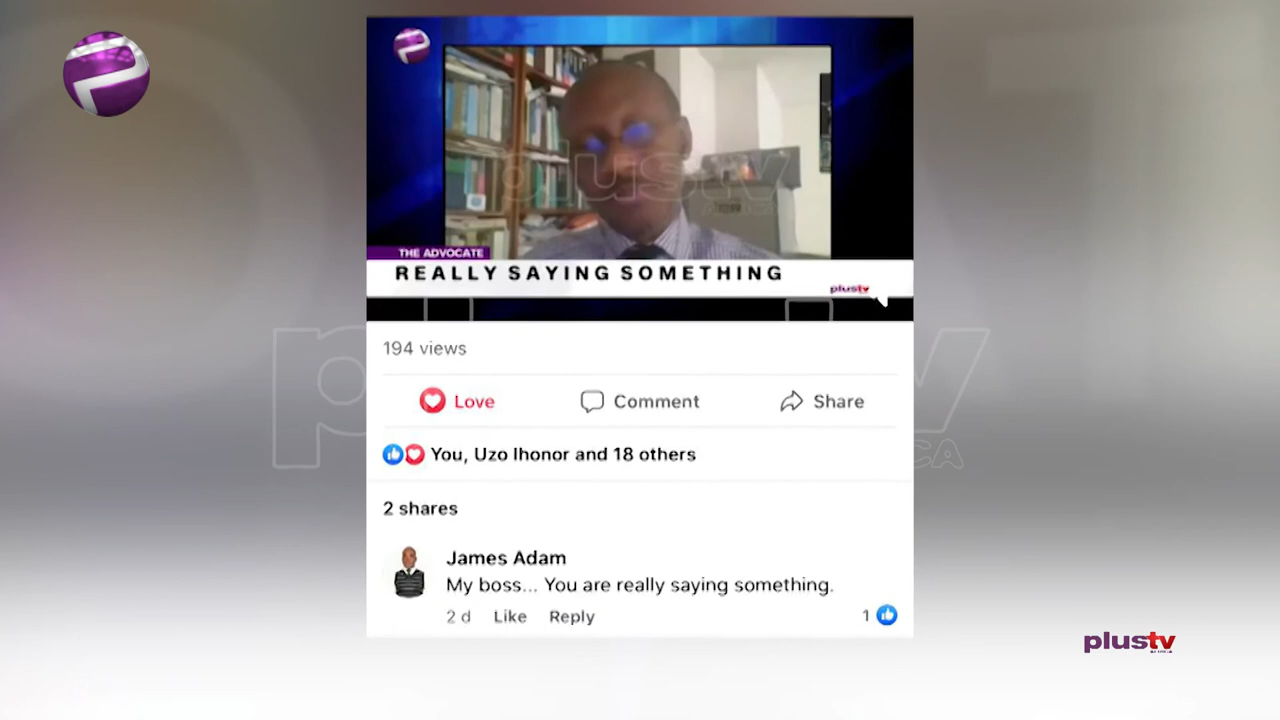 plustv
THE ADVOCATE
REALLY SAYING SOMETHING
plustv
194 views
Love
Comment
Share
You, Uzo Ihonor and 18 others
2 shares
James Adam
My boss... You are really saying something.
2 d Like Reply
1
plustv